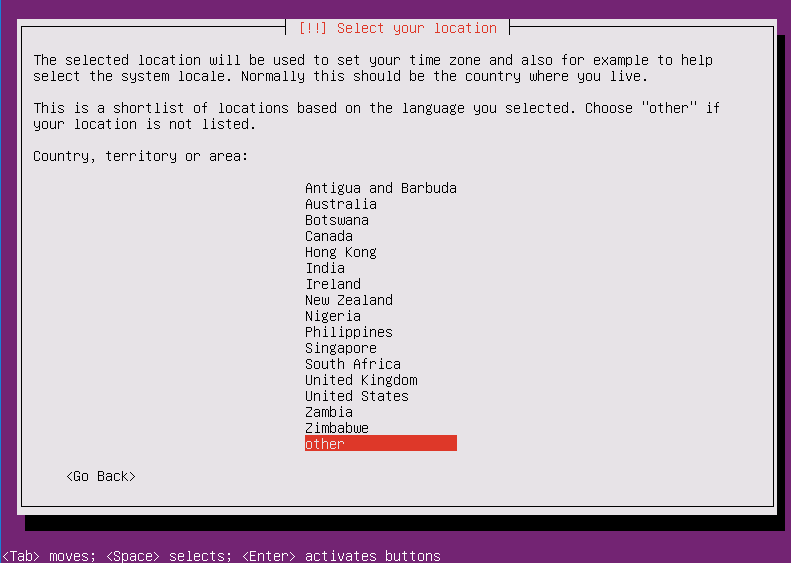 [!!] Select your location
The selected location will be used to set your time zone and also for example to help
select the system locale. Normally this should be the country where you live.
This is a shortlist of locations based on the language you selected. Choose "other" if
your location is not listed.
Country, territory or area:
Antigua and Barbuda
Australia
Botswana
Canada
Hong Kong
India
Ireland
New Zealand
Nigeria
Philippines
Singapore
South Africa
United Kingdom
United States
Zambia
Zimbabwe
other
<Go Back>
<Tab> moves; <Space> selects; <Enter> activates buttons